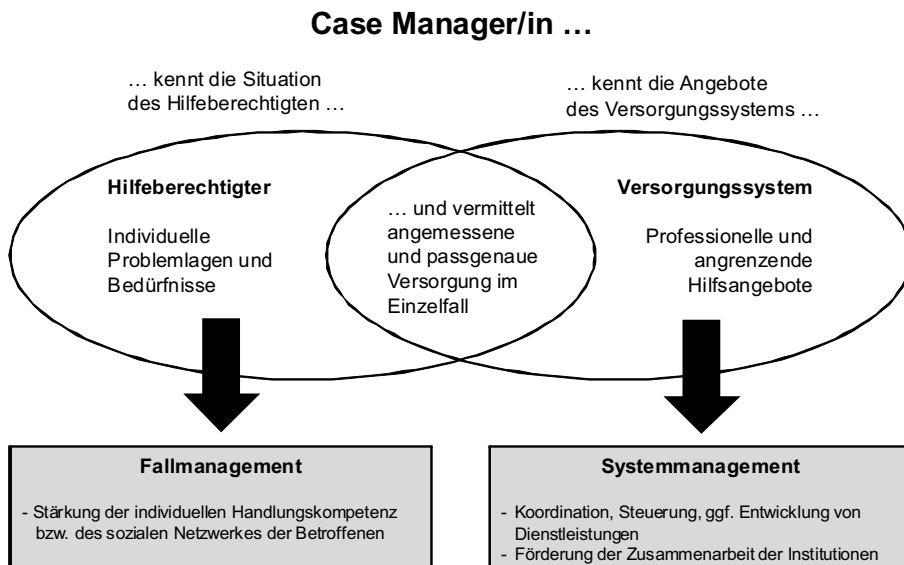 Case Manager/in …
… kennt die Situation
des Hilfeberechtigten …
… kennt die Angebote
des Versorgungssystems …
Hilfeberechtigter
Individuelle
Problemlagen und
Bedürfnisse
… und vermittelt
angemessene
und passgenaue
Versorgung im
Einzelfall
Versorgungssystem
Professionelle und
angrenzende
Hilfsangebote
Fallmanagement
- Stärkung der individuellen Handlungskompetenz
bzw. des sozialen Netzwerkes der Betroffenen
Systemmanagement
- Koordination, Steuerung, ggf. Entwicklung von
Dienstleistungen
- Förderung der Zusammenarbeit der Institutionen